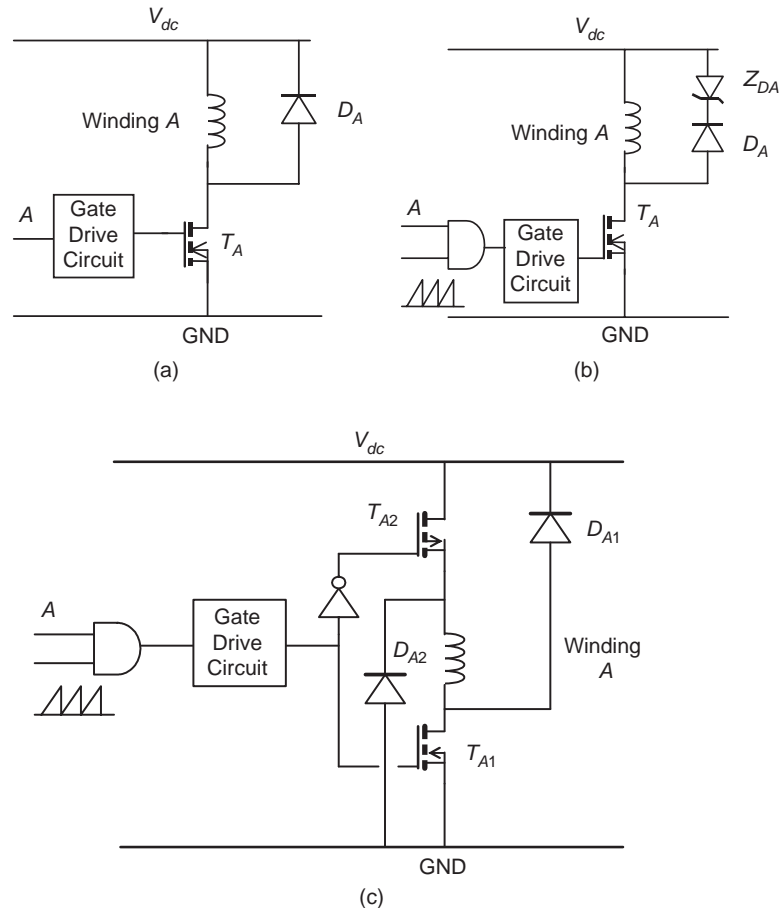 V_dc
Winding A
D_A
A
Gate
Drive
Circuit
T_A
GND
(a)
V_dc
Z_DA
Winding A
D_A
A
Gate
Drive
Circuit
T_A
GND
(b)
V_dc
T_A2
D_A1
A
Gate
Drive
Circuit
D_A2
Winding
A
T_A1
GND
(c)